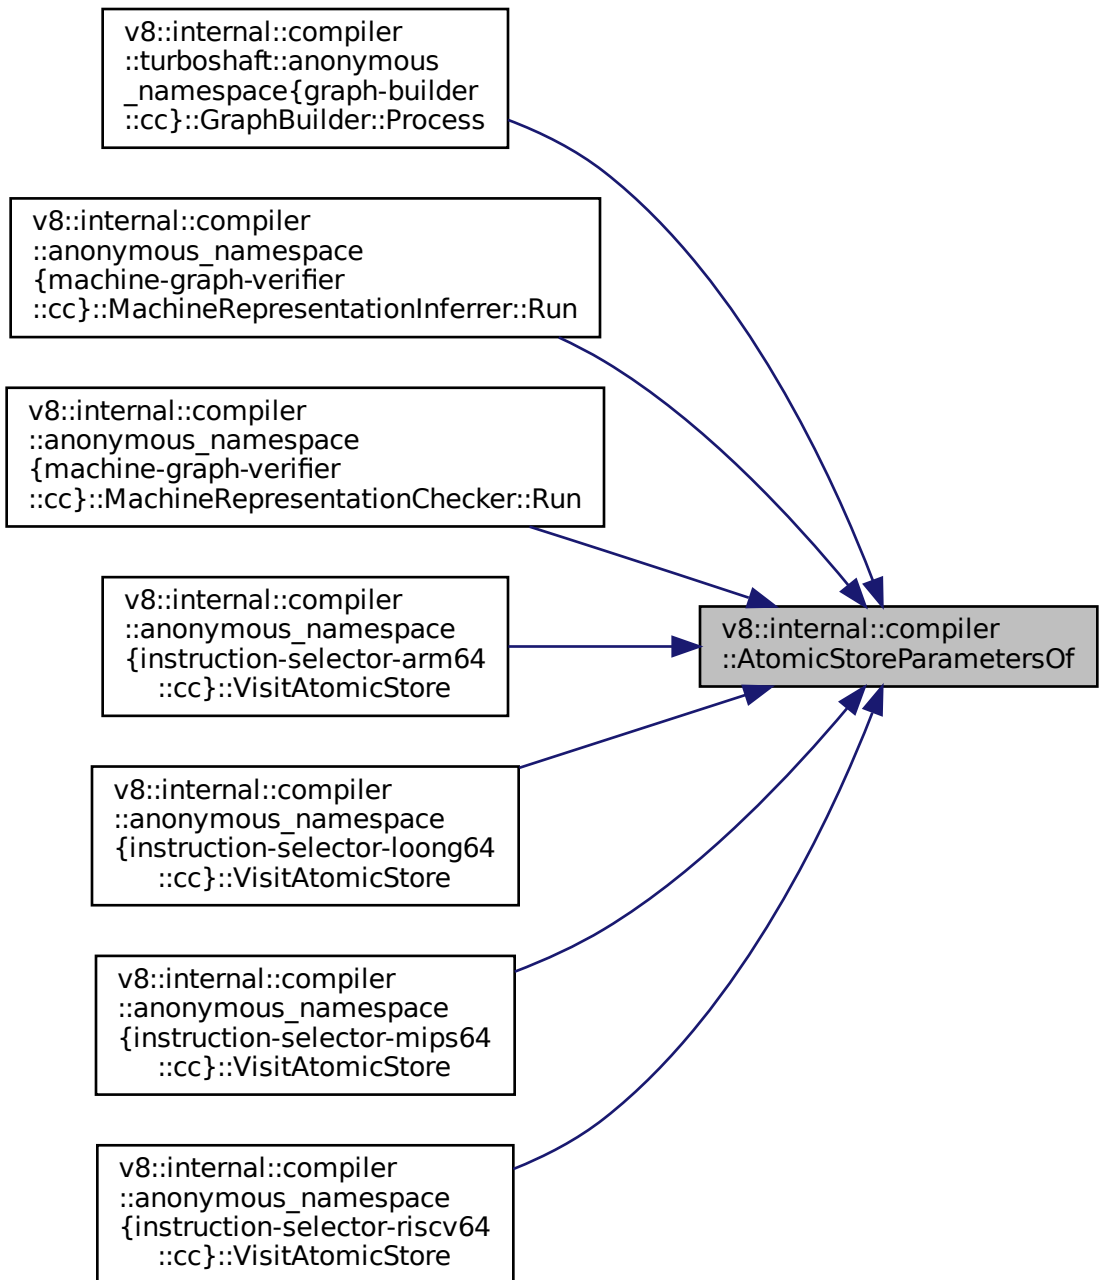 v8::internal::compiler
::turboshaft::anonymous
_namespace{graph-builder
::cc}::GraphBuilder::Process
v8::internal::compiler
::anonymous_namespace
{machine-graph-verifier
::cc}::MachineRepresentationInferrer::Run
v8::internal::compiler
::anonymous_namespace
{machine-graph-verifier
::cc}::MachineRepresentationChecker::Run
v8::internal::compiler
::anonymous_namespace
{instruction-selector-arm64
::cc}::VisitAtomicStore
v8::internal::compiler
::AtomicStoreParametersOf
v8::internal::compiler
::anonymous_namespace
{instruction-selector-loong64
::cc}::VisitAtomicStore
v8::internal::compiler
::anonymous_namespace
{instruction-selector-mips64
::cc}::VisitAtomicStore
v8::internal::compiler
::anonymous_namespace
{instruction-selector-riscv64
::cc}::VisitAtomicStore